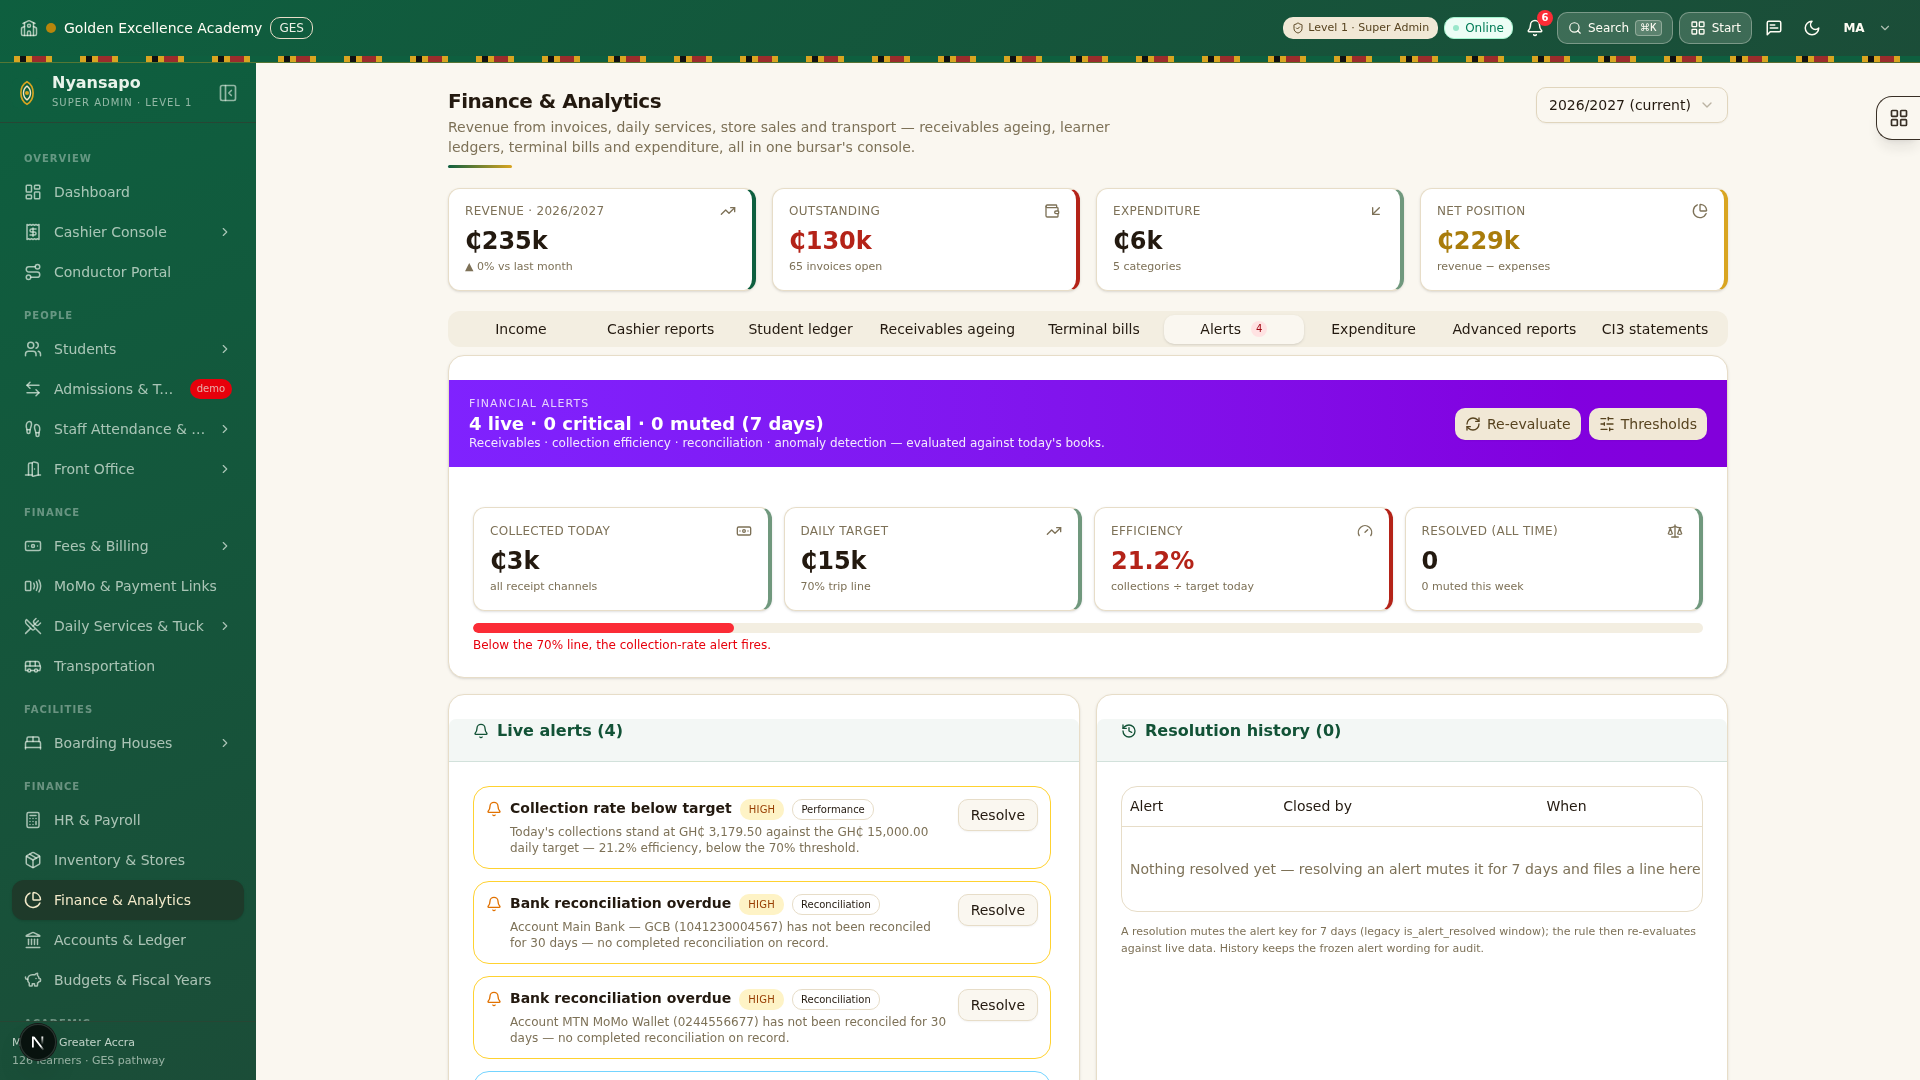 Golden Excellence Academy GES
Level 1 · Super Admin
Online
6
Search ⌘K
Start
MA
Nyansapo
SUPER ADMIN · LEVEL 1
OVERVIEW
Dashboard
Cashier Console
Conductor Portal
PEOPLE
Students
Admissions & T... demo
Staff Attendance & ...
Front Office
FINANCE
Fees & Billing
MoMo & Payment Links
Daily Services & Tuck
Transportation
FACILITIES
Boarding Houses
FINANCE
HR & Payroll
Inventory & Stores
Finance & Analytics
Accounts & Ledger
Budgets & Fiscal Years
Greater Accra
126 learners · GES pathway
Finance & Analytics
Revenue from invoices, daily services, store sales and transport — receivables ageing, learner
ledgers, terminal bills and expenditure, all in one bursar's console.
2026/2027 (current)
REVENUE · 2026/2027
₵235k
▲ 0% vs last month
OUTSTANDING
₵130k
65 invoices open
EXPENDITURE
₵6k
5 categories
NET POSITION
₵229k
revenue − expenses
Income
Cashier reports
Student ledger
Receivables ageing
Terminal bills
Alerts 4
Expenditure
Advanced reports
CI3 statements
FINANCIAL ALERTS
4 live · 0 critical · 0 muted (7 days)
Receivables · collection efficiency · reconciliation · anomaly detection — evaluated against today's books.
Re-evaluate
Thresholds
COLLECTED TODAY
₵3k
all receipt channels
DAILY TARGET
₵15k
70% trip line
EFFICIENCY
21.2%
collections ÷ target today
RESOLVED (ALL TIME)
0
0 muted this week
Below the 70% line, the collection-rate alert fires.
Live alerts (4)
Collection rate below target HIGH Performance
Today's collections stand at GH₵ 3,179.50 against the GH₵ 15,000.00
daily target — 21.2% efficiency, below the 70% threshold.
Resolve
Bank reconciliation overdue HIGH Reconciliation
Account Main Bank — GCB (1041230004567) has not been reconciled
for 30 days — no completed reconciliation on record.
Resolve
Bank reconciliation overdue HIGH Reconciliation
Account MTN MoMo Wallet (0244556677) has not been reconciled for 30
days — no completed reconciliation on record.
Resolve
Resolution history (0)
Alert Closed by When
Nothing resolved yet — resolving an alert mutes it for 7 days and files a line here
A resolution mutes the alert key for 7 days (legacy is_alert_resolved window); the rule then re-evaluates
against live data. History keeps the frozen alert wording for audit.